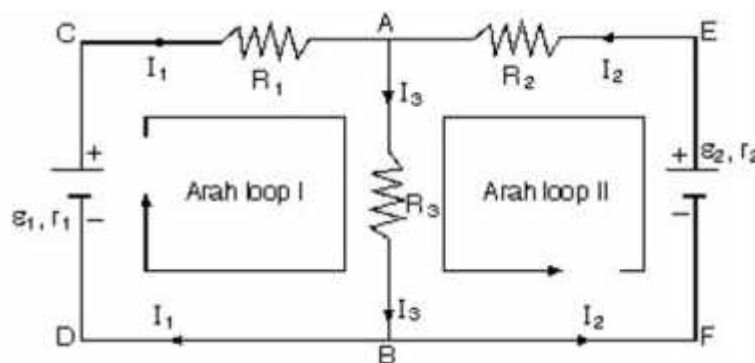 C A E
I₁ R₁ R₂ I₂
I₃
+ + ε₂, r₂
Arah loop I R₃ Arah loop II
ε₁, r₁ − −
I₁ I₃ I₂
D B F